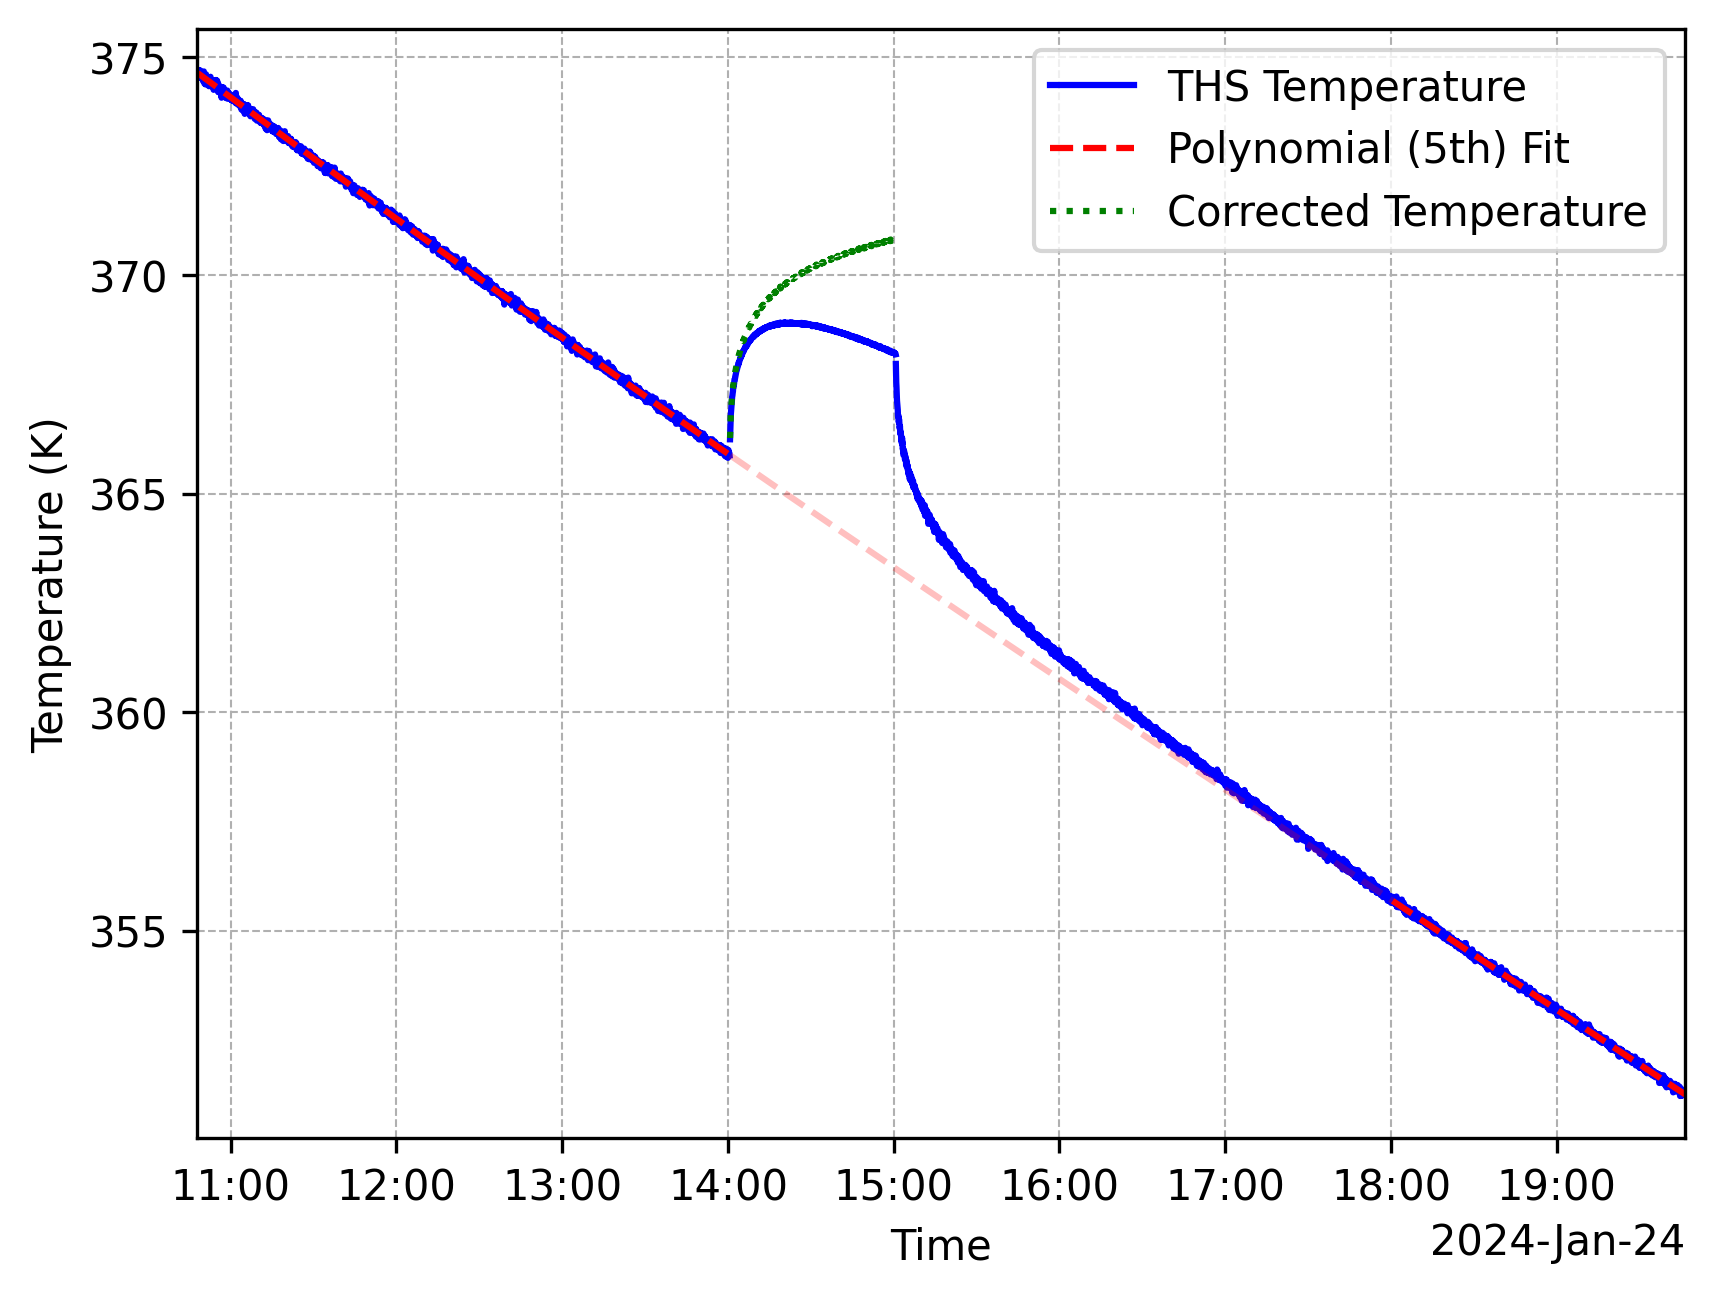 375
370
365
360
355
Temperature (K)
THS Temperature
Polynomial (5th) Fit
Corrected Temperature
11:00 12:00 13:00 14:00 15:00 16:00 17:00 18:00 19:00
Time
2024-Jan-24